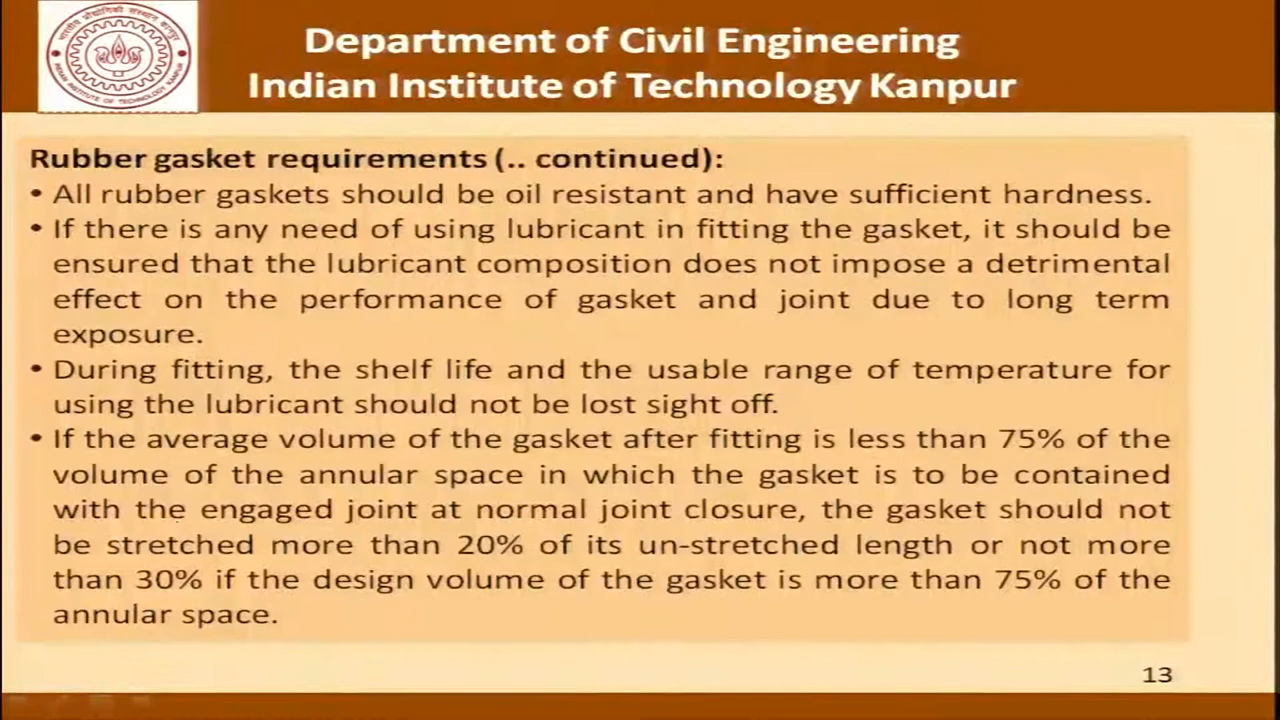 Department of Civil Engineering
Indian Institute of Technology Kanpur
Rubber gasket requirements (.. continued):
• All rubber gaskets should be oil resistant and have sufficient hardness.
• If there is any need of using lubricant in fitting the gasket, it should be
ensured that the lubricant composition does not impose a detrimental
effect on the performance of gasket and joint due to long term
exposure.
• During fitting, the shelf life and the usable range of temperature for
using the lubricant should not be lost sight off.
• If the average volume of the gasket after fitting is less than 75% of the
volume of the annular space in which the gasket is to be contained
with the engaged joint at normal joint closure, the gasket should not
be stretched more than 20% of its un-stretched length or not more
than 30% if the design volume of the gasket is more than 75% of the
annular space.
13